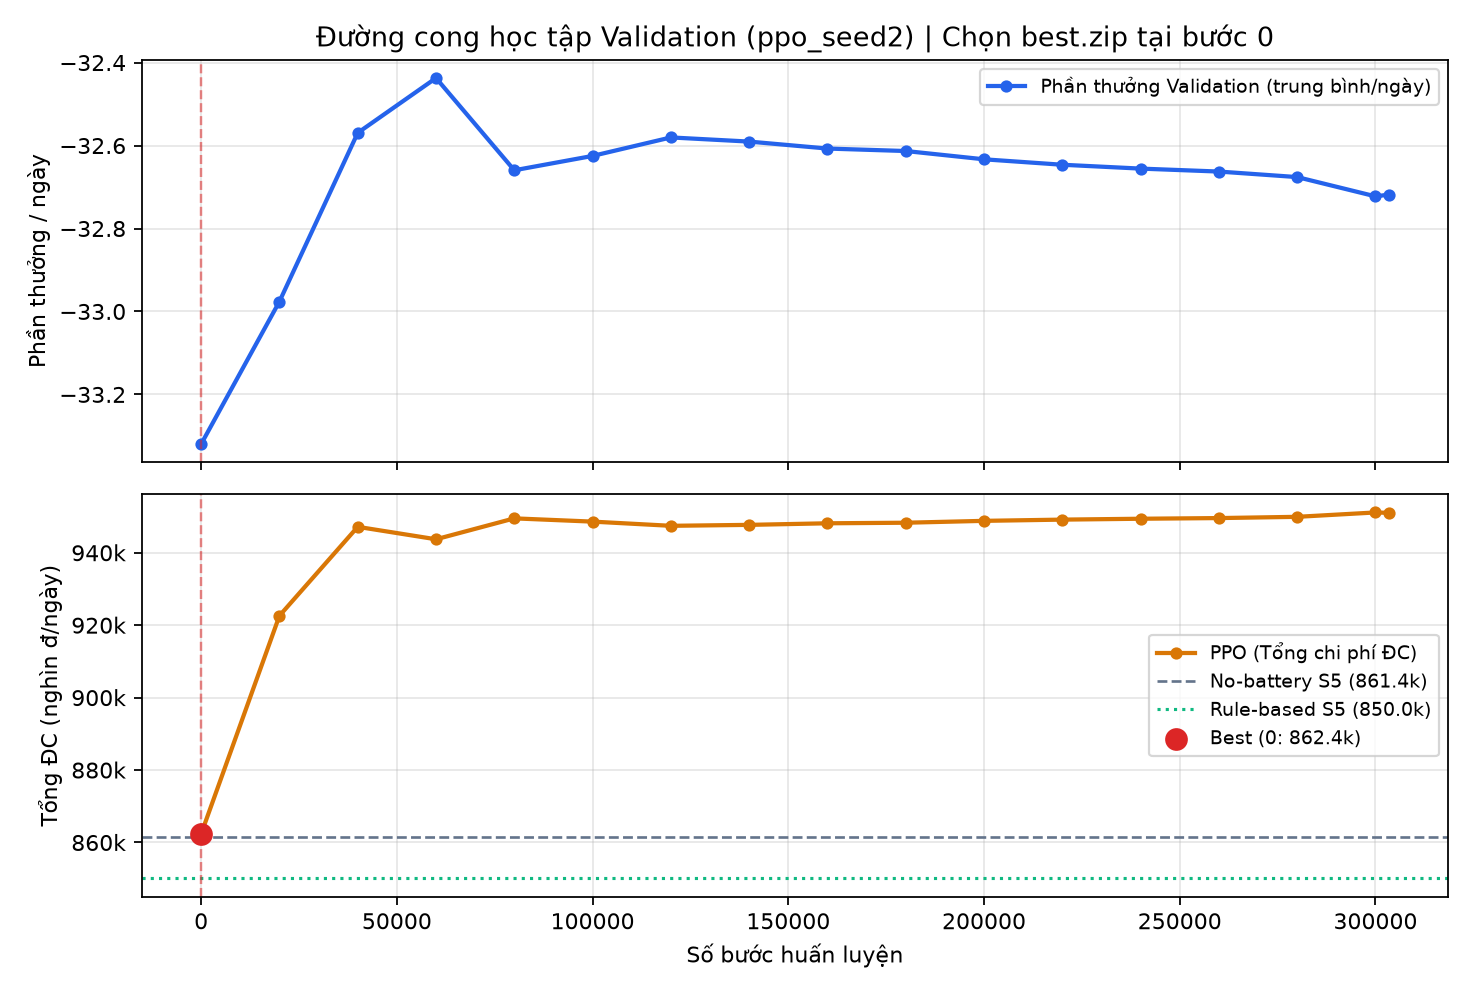 Đường cong học tập Validation (ppo_seed2) | Chọn best.zip tại bước 0
Phần thưởng / ngày
−32.4
−32.6
−32.8
−33.0
−33.2
Phần thưởng Validation (trung bình/ngày)
Tổng ĐC (nghìn đ/ngày)
940k
920k
900k
880k
860k
PPO (Tổng chi phí ĐC)
No-battery S5 (861.4k)
Rule-based S5 (850.0k)
Best (0: 862.4k)
0 50000 100000 150000 200000 250000 300000
Số bước huấn luyện